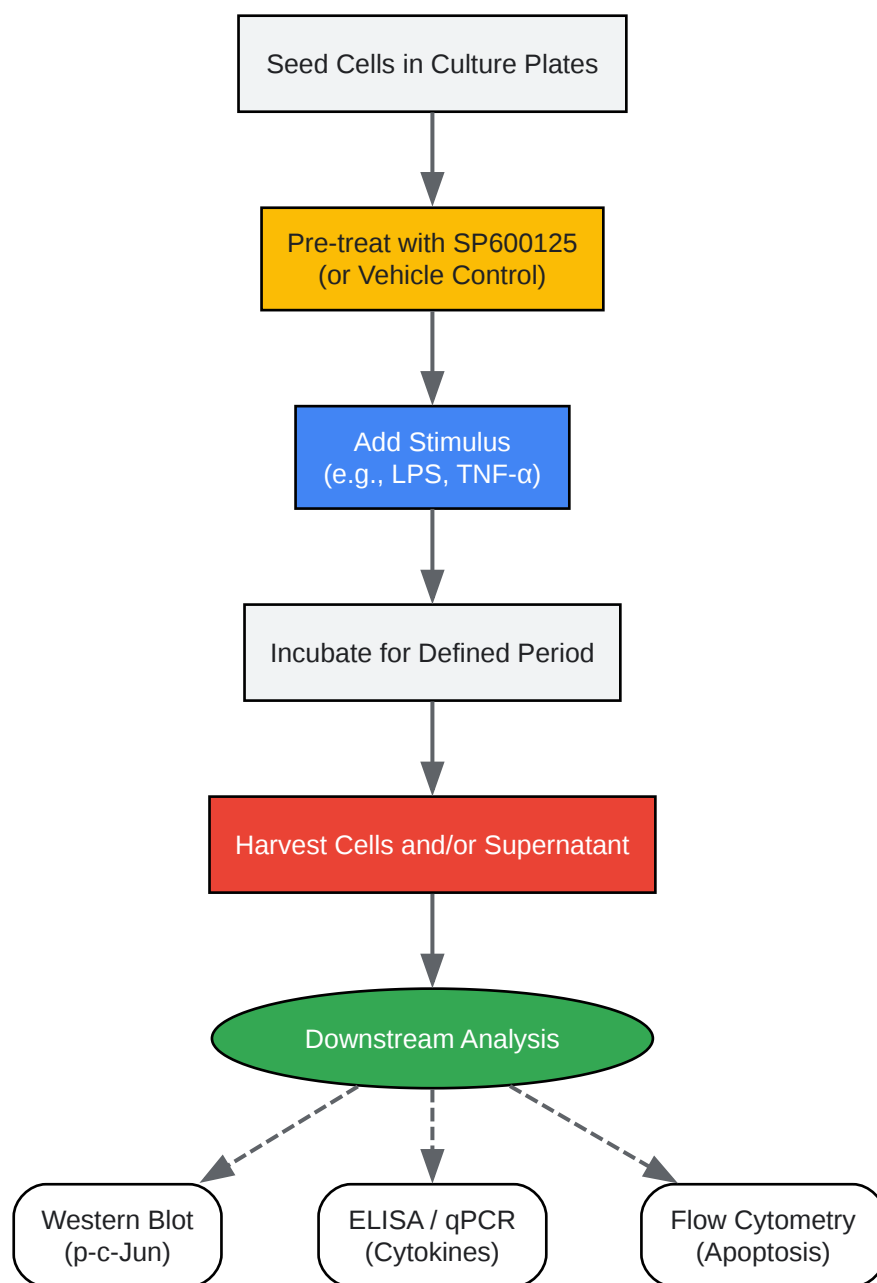 Seed Cells in Culture Plates
Pre-treat with SP600125
(or Vehicle Control)
Add Stimulus
(e.g., LPS, TNF-α)
Incubate for Defined Period
Harvest Cells and/or Supernatant
Downstream Analysis
Western Blot
(p-c-Jun)
ELISA / qPCR
(Cytokines)
Flow Cytometry
(Apoptosis)